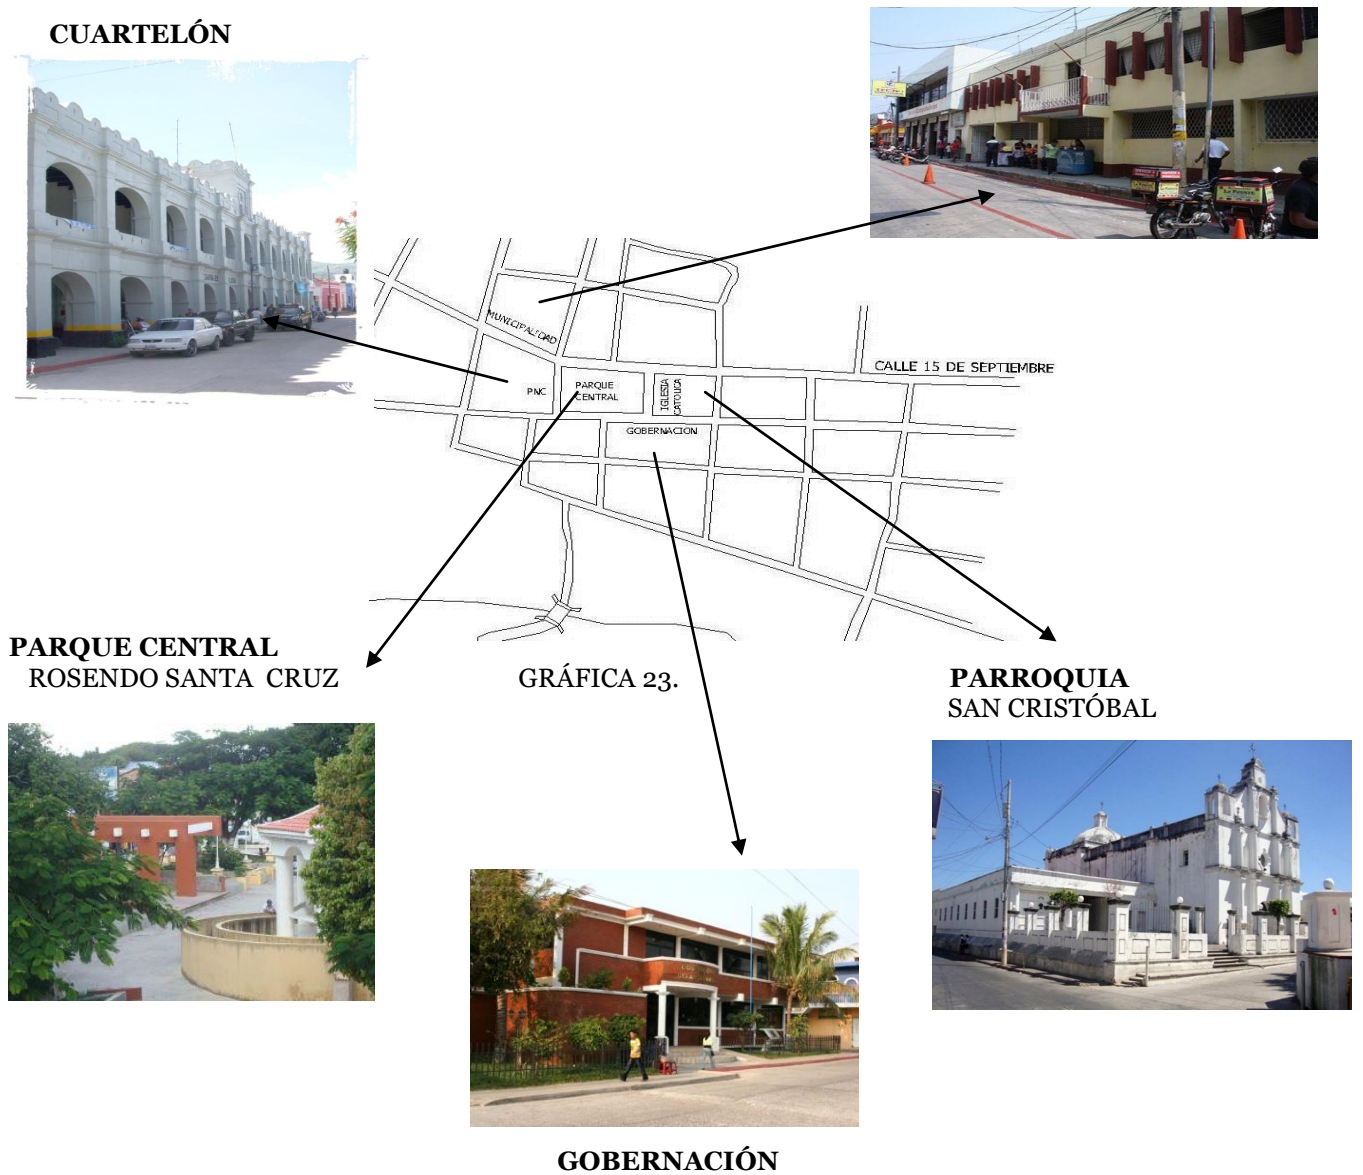 CUARTELÓN
MUNICIPALIDAD
CALLE 15 DE SEPTIEMBRE
PNC
PARQUE
CENTRAL
IGLESIA
CATOLICA
GOBERNACION
PARQUE CENTRAL
ROSENDO SANTA CRUZ
GRÁFICA 23.
PARROQUIA
SAN CRISTÓBAL
GOBERNACIÓN